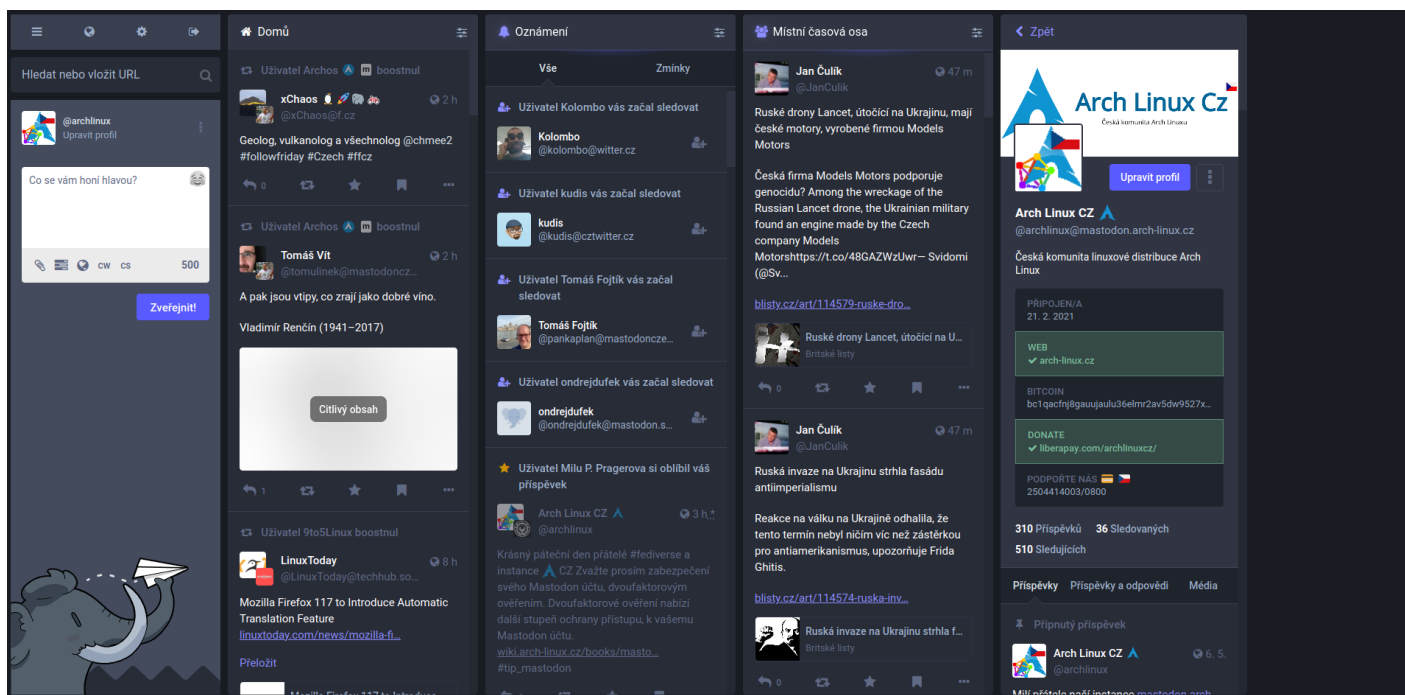 Hledat nebo vložit URL
@archlinux
Upravit profil
Co se vám honí hlavou?
CW CS 500
Zveřejnit!
Domů
Uživatel Archos m boostnul
xChaos 2 h
@xChaos@f.cz
Geolog, vulkanolog a všechnolog @chmee2
#followfriday #Czech #ffcz
0
Uživatel Archos m boostnul
Tomáš Vít 2 h
@tomulinek@mastodoncz...
A pak jsou vtipy, co zrají jako dobré víno.
Vladimír Renčín (1941–2017)
Citlivý obsah
1
Uživatel 9to5Linux boostnul
LinuxToday 8 h
@LinuxToday@techhub.so...
Mozilla Firefox 117 to Introduce Automatic
Translation Feature
linuxtoday.com/news/mozilla-fi...
Přeložit
Mozilla Firefox 117 to Introduce
Oznámení
Vše Zmínky
Uživatel Kolombo vás začal sledovat
Kolombo
@kolombo@witter.cz
Uživatel kudis vás začal sledovat
kudis
@kudis@cztwitter.cz
Uživatel Tomáš Fojtík vás začal
sledovat
Tomáš Fojtík
@pankaplan@mastodoncze...
Uživatel ondrejdufek vás začal sledovat
ondrejdufek
@ondrejdufek@mastodon.s...
Uživatel Milu P. Pragerova si oblíbil váš
příspěvek
Arch Linux CZ 3 h *
@archlinux
Krásný páteční den přátelé #fediverse a
instance CZ Zvažte prosím zabezpečení
svého Mastodon účtu, dvoufaktorovým
ověřením. Dvoufaktorové ověření nabízí
další stupeň ochrany přístupu, k vašemu
Mastodon účtu.
wiki.arch-linux.cz/books/masto...
#tip_mastodon
Místní časová osa
Jan Čulík 47 m
@JanCulik
Ruské drony Lancet, útočící na Ukrajinu, mají
české motory, vyrobené firmou Models
Motors
Česká firma Models Motors podporuje
genocidu? Among the wreckage of the
Russian Lancet drone, the Ukrainian military
found an engine made by the Czech
company Models
Motorshttps://t.co/48GAZWzUwr— Svidomi
(@Sv...
blisty.cz/art/114579-ruske-dro...
Ruské drony Lancet, útočící na U...
Britské listy
0
Jan Čulík 47 m
@JanCulik
Ruská invaze na Ukrajinu strhla fasádu
antiimperialismu
Reakce na válku na Ukrajině odhalila, že
tento termín nebyl ničím víc než zástěrkou
pro antiamerikanismus, upozorňuje Frida
Ghitis.
blisty.cz/art/114574-ruska-inv...
Ruská invaze na Ukrajinu strhla f...
Britské listy
0
Zpět
Arch Linux Cz
Česká komunita Arch Linuxu
Upravit profil
Arch Linux CZ
@archlinux@mastodon.arch-linux.cz
Česká komunita linuxové distribuce Arch
Linux
PŘIPOJEN/A
21. 2. 2021
WEB
arch-linux.cz
BITCOIN
bc1qacfnj8gauujaulu36elmr2av5dw9527x...
DONATE
liberapay.com/archlinuxcz/
PODPOŘTE NÁS
2504414003/0800
310 Příspěvků 36 Sledovaných
510 Sledujících
Příspěvky Příspěvky a odpovědi Média
Připnutý příspěvek
Arch Linux CZ 6. 5.
@archlinux
Milí přátelé naší instance mastodon.arch-